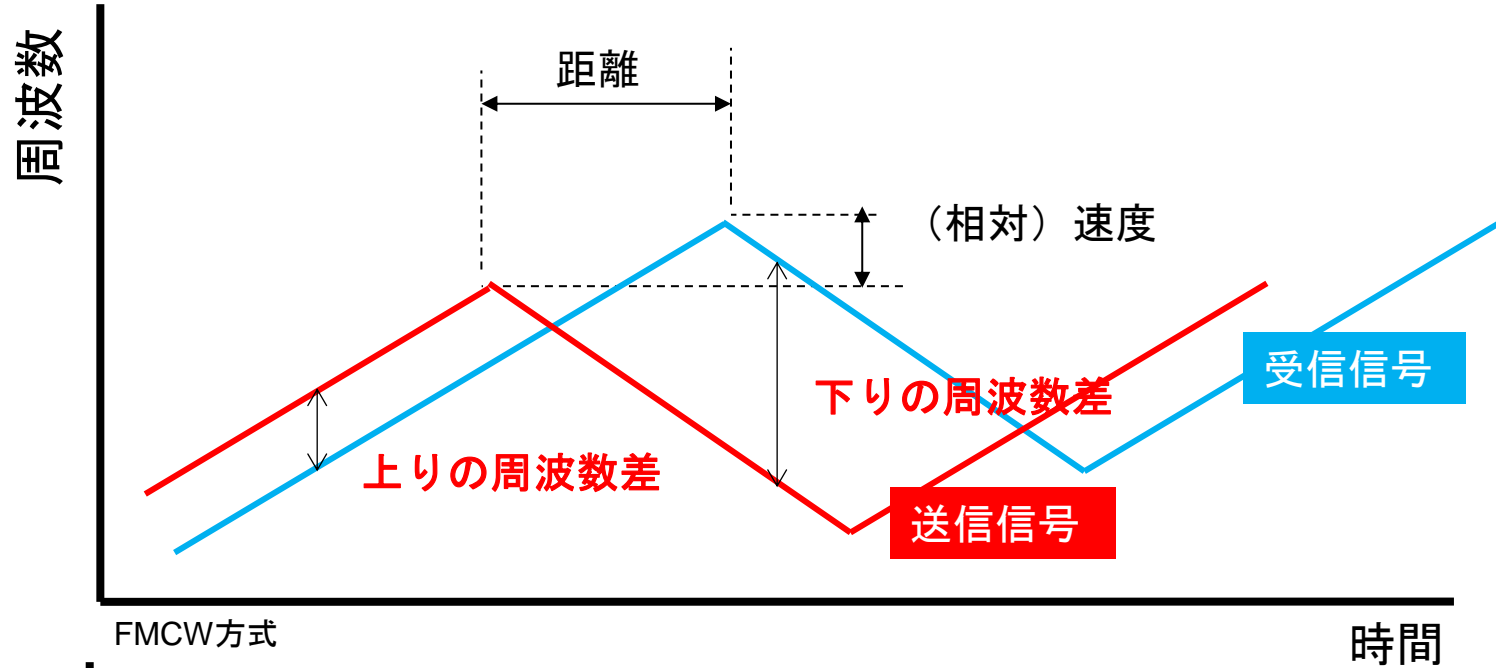 周波数
距離
（相対）速度
受信信号
下りの周波数差
上りの周波数差
送信信号
FMCW方式
時間